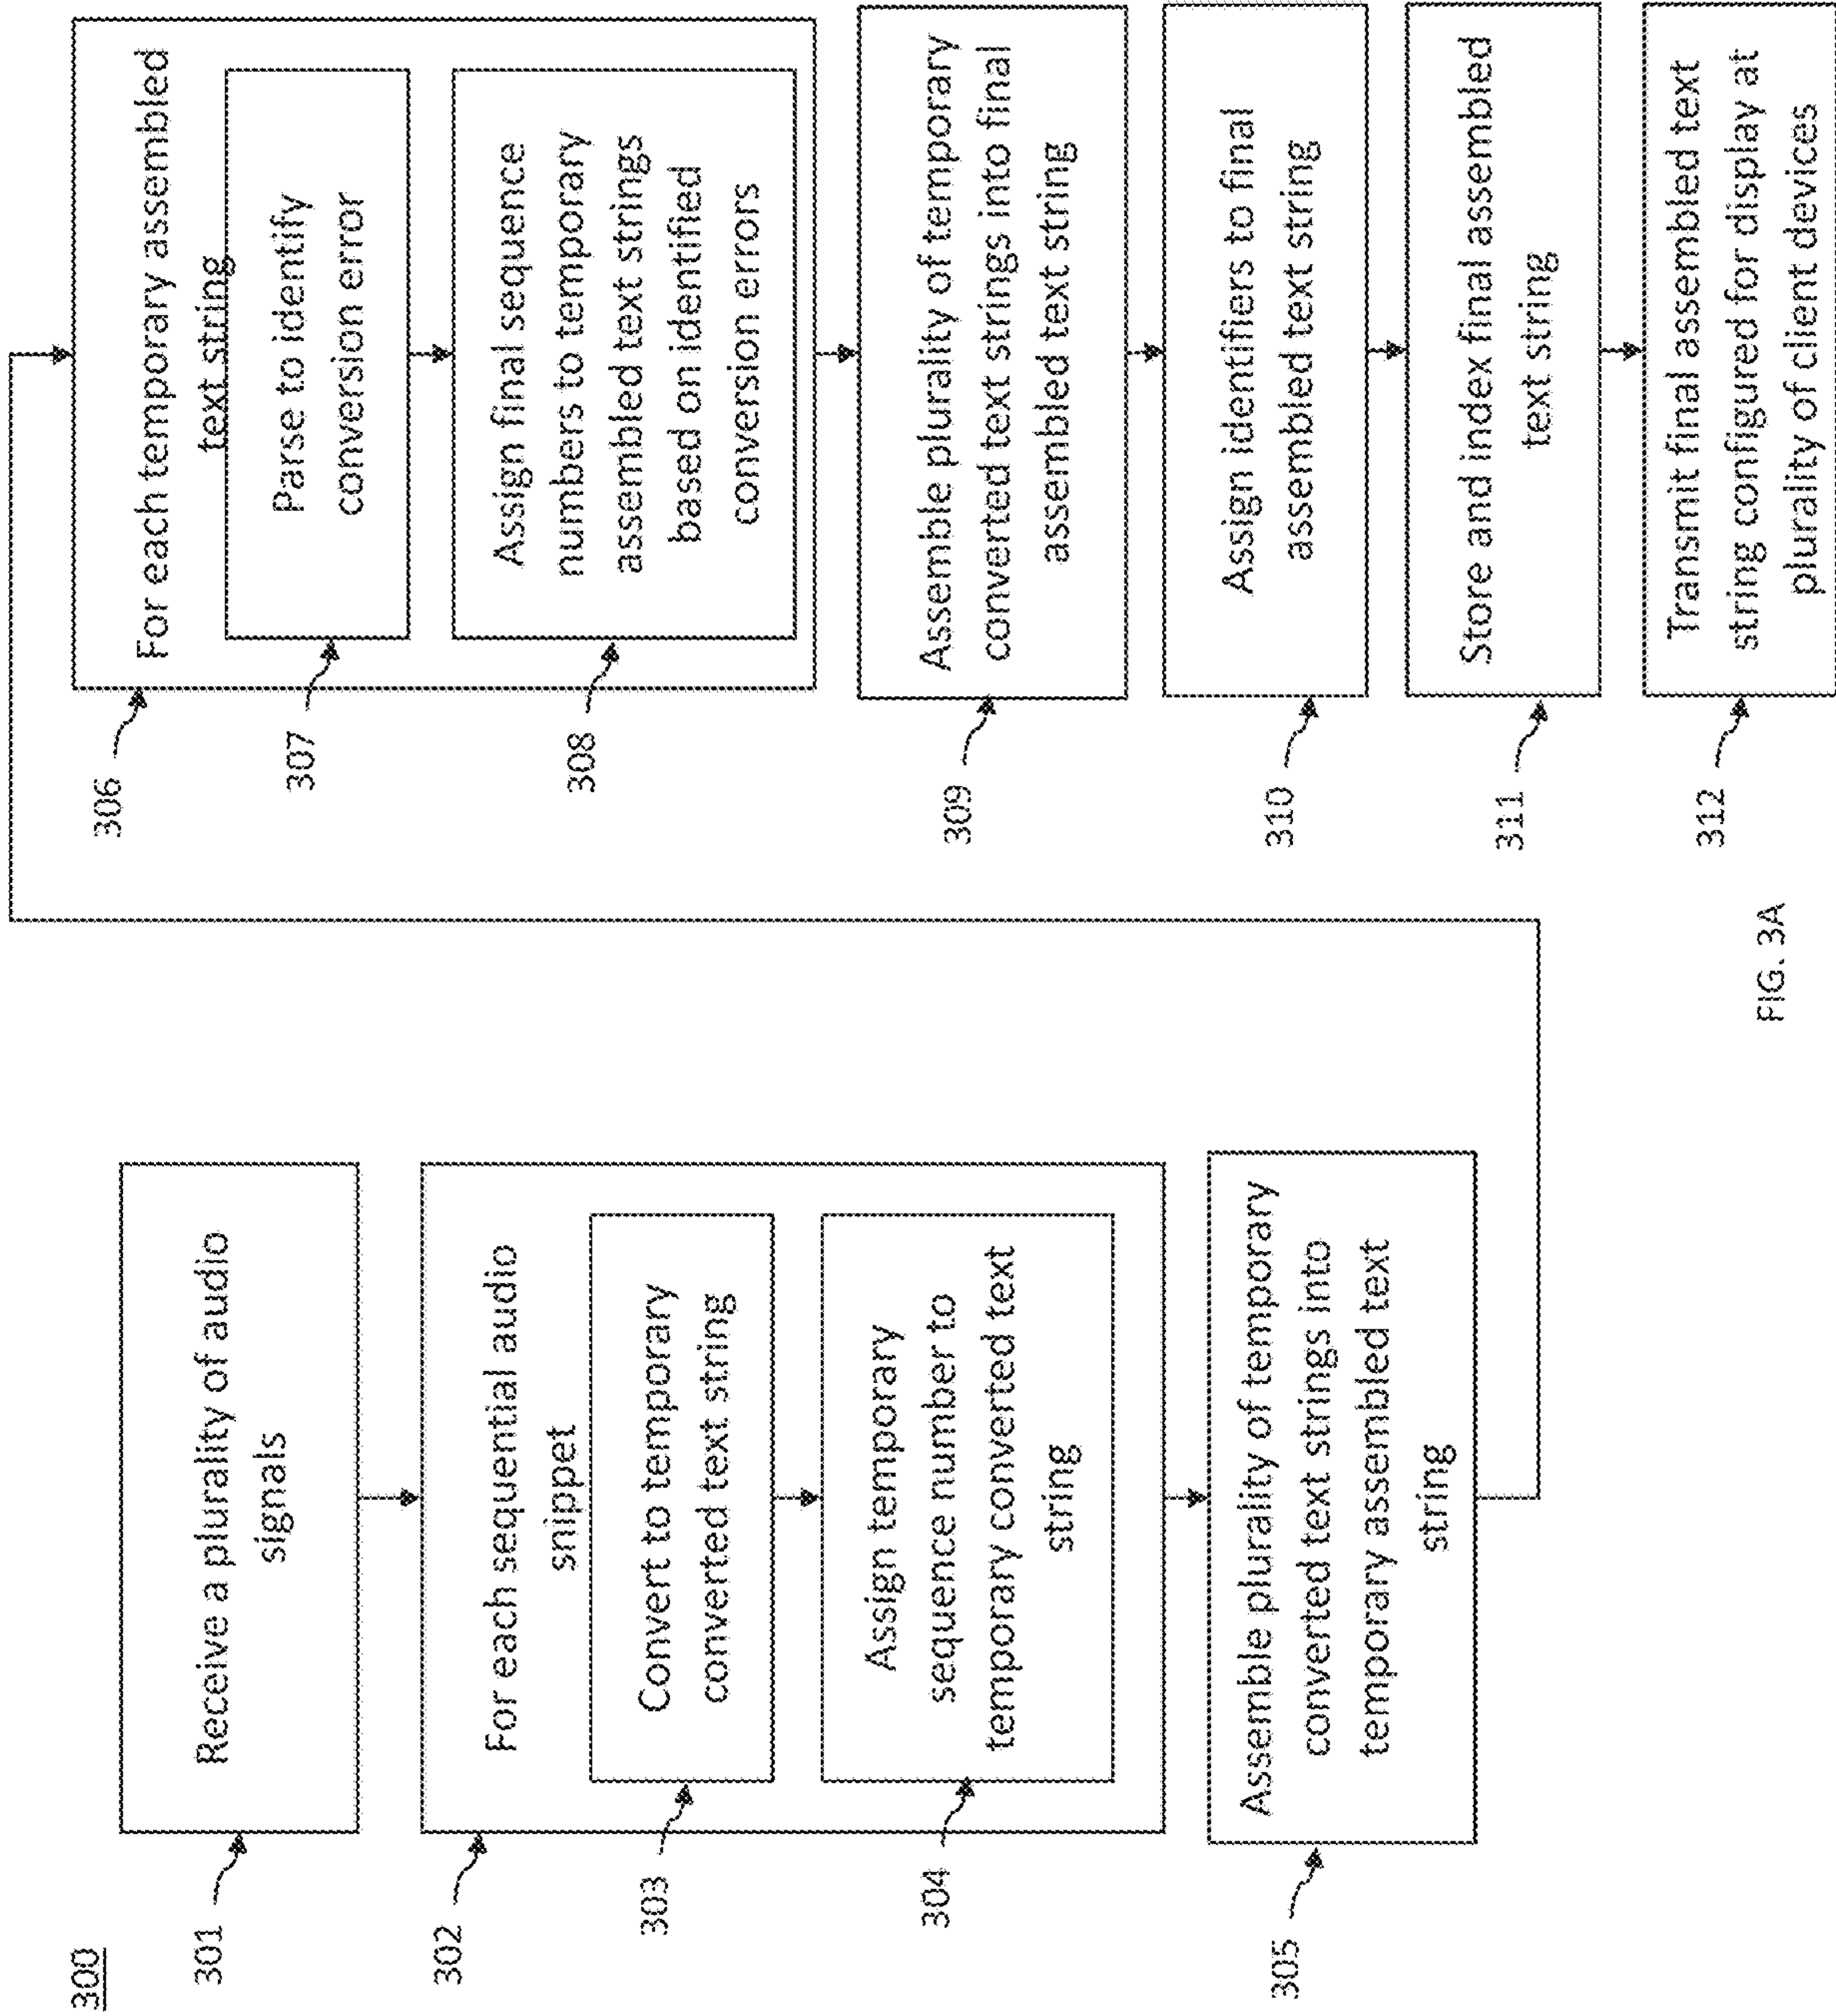 300
301
Receive a plurality of audio
signals
302
For each sequential audio
snippet
303
Convert to temporary
converted text string
304
Assign temporary
sequence number to
temporary converted text
string
305
Assemble plurality of temporary
converted text strings into
temporary assembled text
string
306
For each temporary assembled
text string
307
Parse to identify
conversion error
308
Assign final sequence
numbers to temporary
assembled text strings
based on identified
conversion errors
309
Assemble plurality of temporary
converted text strings into final
assembled text string
310
Assign identifiers to final
assembled text string
311
Store and index final assembled
text string
312
Transmit final assembled text
string configured for display at
plurality of client devices
FIG. 3A